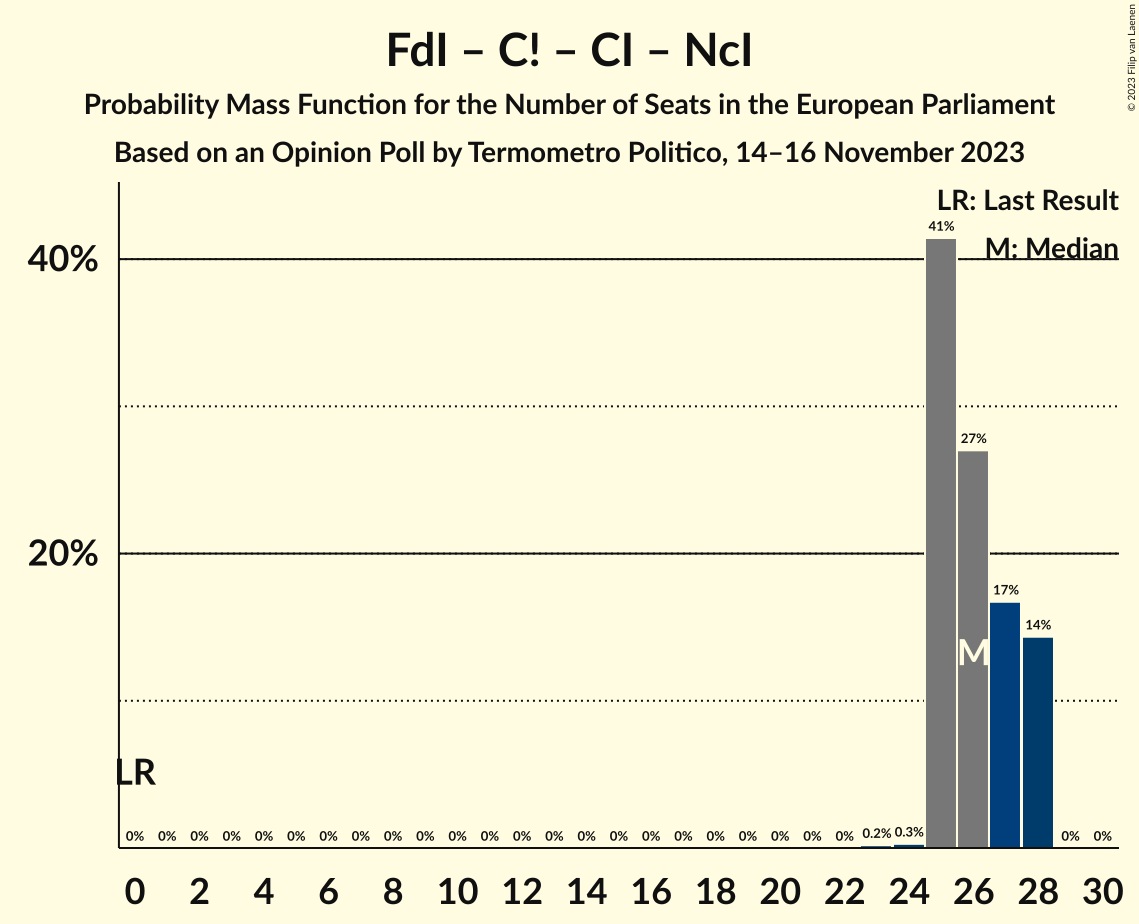 FdI – C! – CI – NcI
Probability Mass Function for the Number of Seats in the European Parliament
Based on an Opinion Poll by Termometro Politico, 14–16 November 2023
© 2023 Filip van Laenen
LR: Last Result
M: Median
41%
40%
27%
20%
17%
14%
M
LR
0% 0% 0% 0% 0% 0% 0% 0% 0% 0% 0% 0% 0% 0% 0% 0% 0% 0% 0% 0% 0% 0% 0% 0.2% 0.3% 0% 0%
0 2 4 6 8 10 12 14 16 18 20 22 24 26 28 30